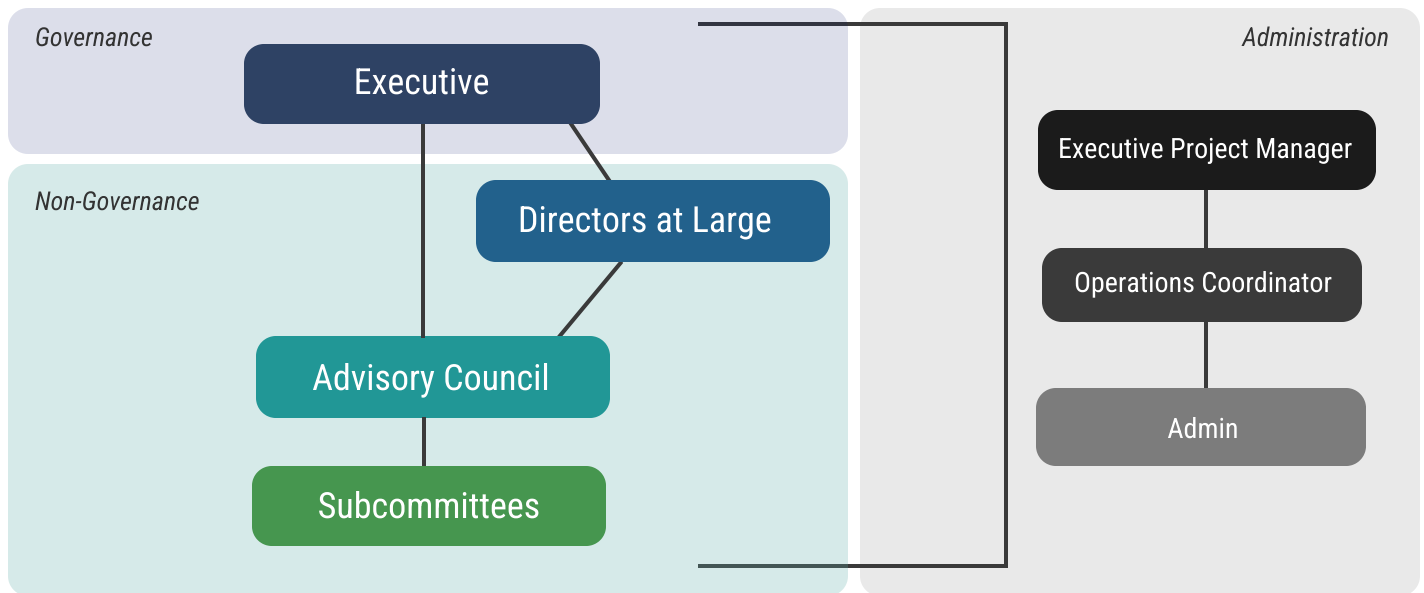 Governance
Executive
Non-Governance
Directors at Large
Advisory Council
Subcommittees
Administration
Executive Project Manager
Operations Coordinator
Admin